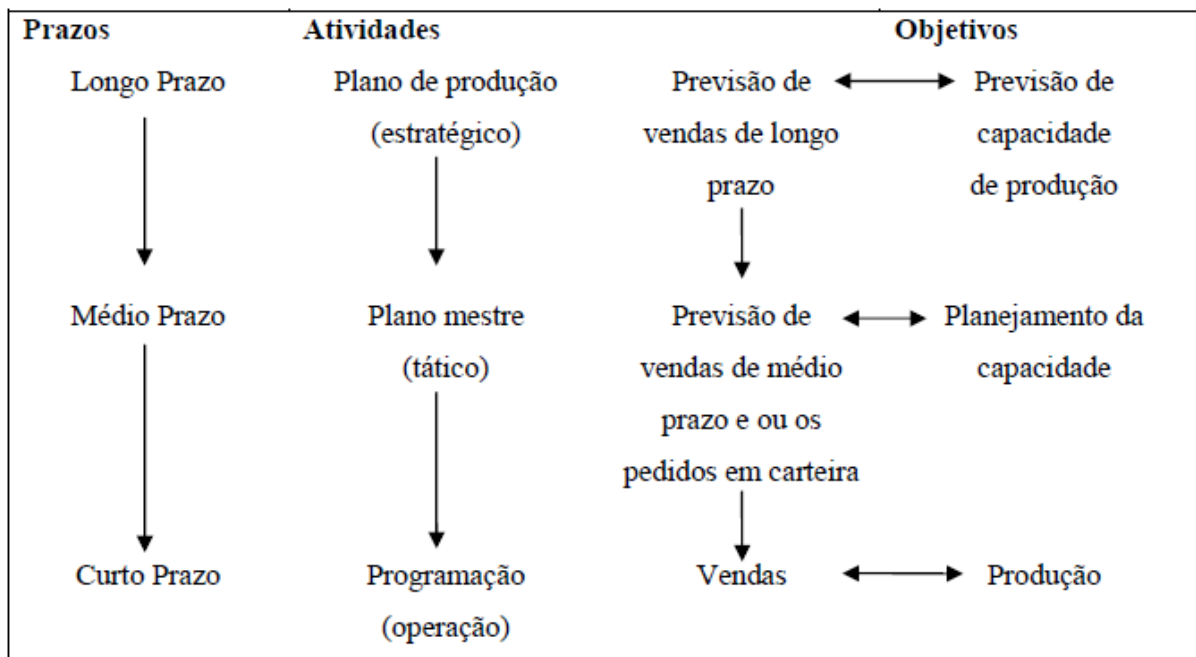 Prazos Atividades Objetivos
Longo Prazo Plano de produção Previsão de Previsão de
(estratégico) vendas de longo capacidade
prazo de produção
Médio Prazo Plano mestre Previsão de Planejamento da
(tático) vendas de médio capacidade
prazo e ou os
pedidos em carteira
Curto Prazo Programação Vendas Produção
(operação)